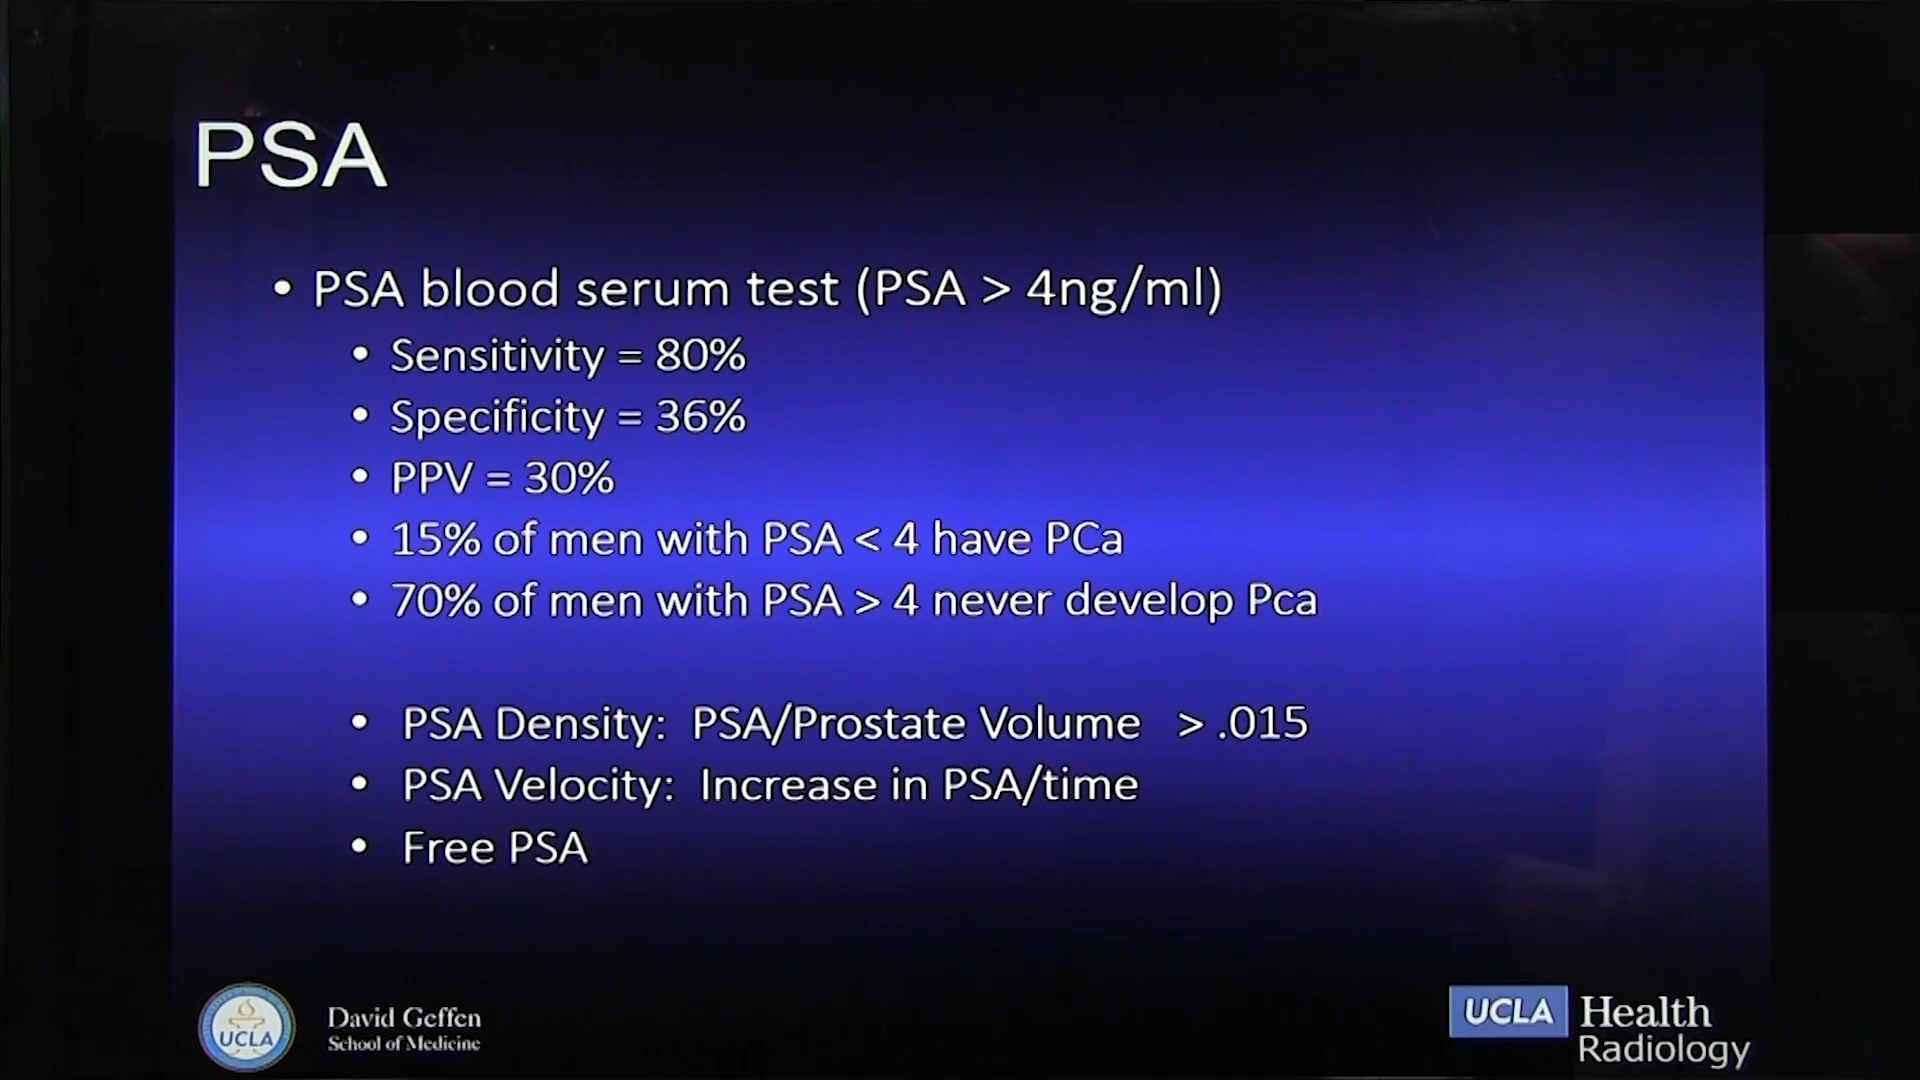 PSA
• PSA blood serum test (PSA > 4ng/ml)
• Sensitivity = 80%
• Specificity = 36%
• PPV = 30%
• 15% of men with PSA < 4 have PCa
• 70% of men with PSA > 4 never develop Pca
• PSA Density: PSA/Prostate Volume > .015
• PSA Velocity: Increase in PSA/time
• Free PSA
UCLA
David Geffen
School of Medicine
UCLA Health
Radiology